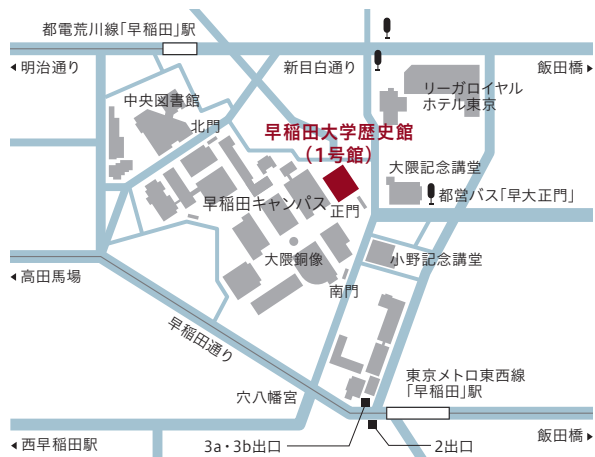 都電荒川線「早稲田」駅
◂ 明治通り
新目白通り
飯田橋 ▸
リーガロイヤル
ホテル東京
中央図書館
北門
早稲田大学歴史館
（1号館）
大隈記念講堂
都営バス「早大正門」
早稲田キャンパス
正門
大隈銅像
小野記念講堂
◂ 高田馬場
南門
早稲田通り
東京メトロ東西線
「早稲田」駅
穴八幡宮
◂ 西早稲田駅
3a・3b出口
2出口
飯田橋 ▸